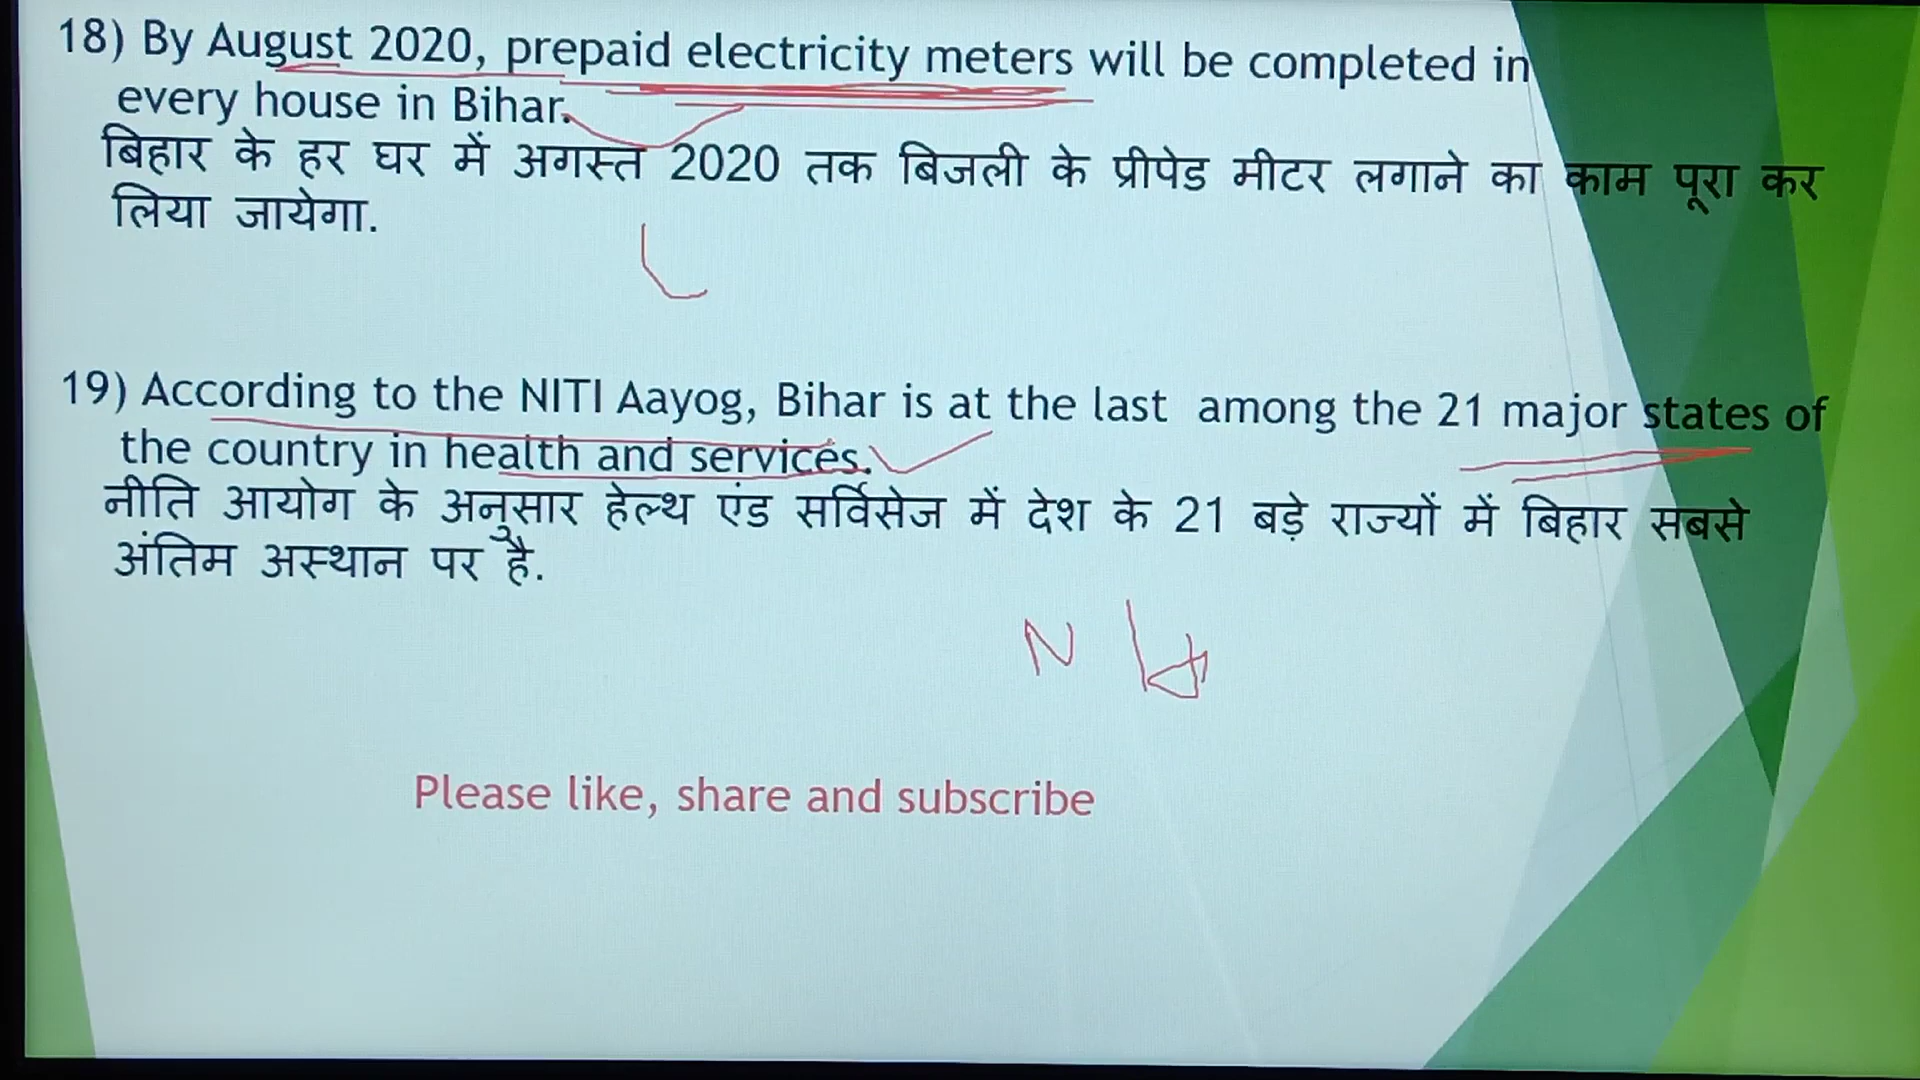 18) By August 2020, prepaid electricity meters will be completed in
every house in Bihar.
बिहार के हर घर में अगस्त 2020 तक बिजली के प्रीपेड मीटर लगाने का काम पूरा कर
लिया जायेगा.
19) According to the NITI Aayog, Bihar is at the last among the 21 major states of
the country in health and services.
नीति आयोग के अनुसार हेल्थ एंड सर्विसेज में देश के 21 बड़े राज्यों में बिहार सबसे
अंतिम अस्थान पर है.
N
Please like, share and subscribe